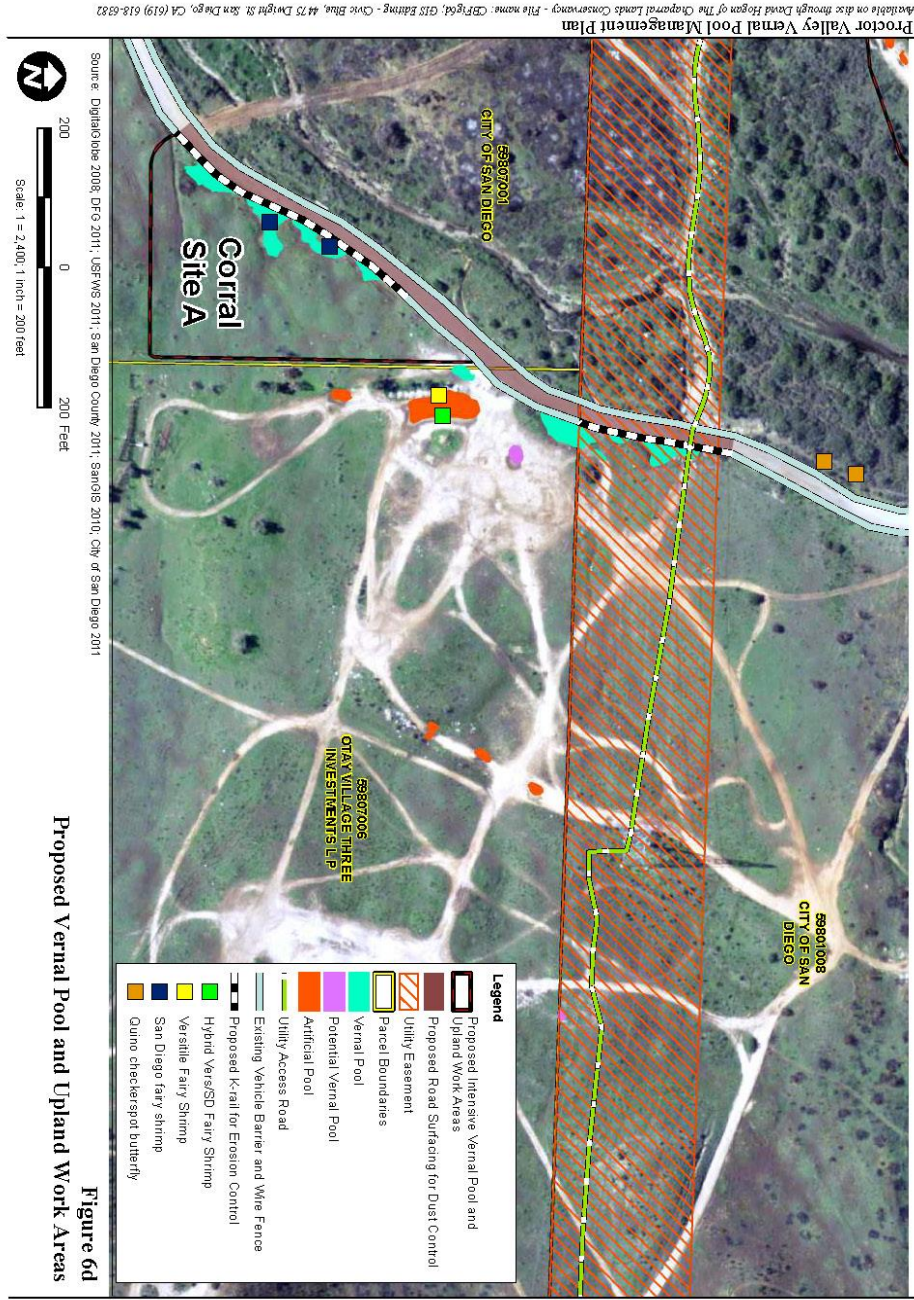 Proctor Valley Vernal Pool Management Plan
Available on disc through David Hogan of The Chaparral Lands Conservancy - File name: CBFig6d, GIS Editing - Civic Blue, 4475 Dwight St. San Diego, CA (619) 618-6382
59807001
CITY OF SAN DIEGO
59801008
CITY OF SAN
DIEGO
Corral
Site A
59807006
OTAY VILLAGE THREE
INVESTMENTS L P
Legend
Proposed Intensive Vernal Pool and
Upland Work Areas
Proposed Road Surfacing for Dust Control
Utility Easement
Parcel Boundaries
Vernal Pool
Potential Vernal Pool
Artificial Pool
Utility Access Road
Existing Vehicle Barrier and Wire Fence
Proposed K-rail for Erosion Control
Hybrid Vers/SD Fairy Shrimp
Versitile Fairy Shrimp
San Diego fairy shrimp
Quino checkerspot butterfly
Source: DigitalGlobe 2008; DFG 2011; USFWS 2011; San Diego County 2011; SanGIS 2010; City of San Diego 2011
N
200 0 200 Feet
Scale: 1 = 2,400; 1 inch = 200 feet
Figure 6d
Proposed Vernal Pool and Upland Work Areas